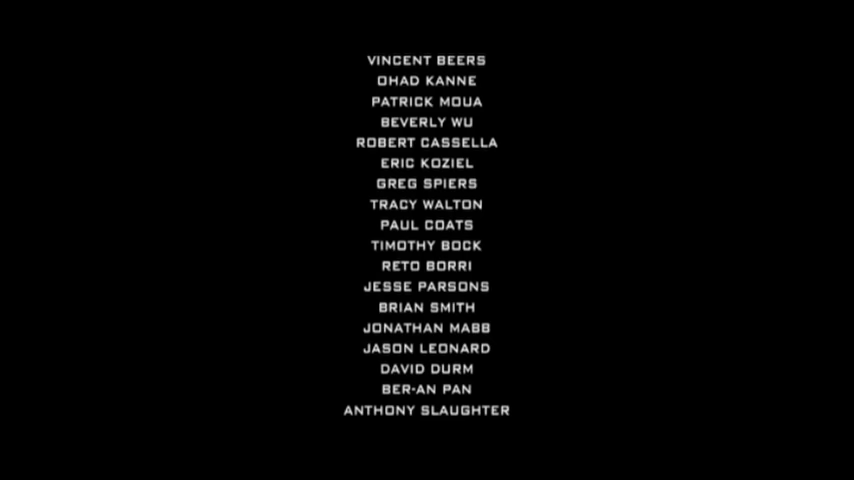 VINCENT BEERS
OHAD KANNE
PATRICK MOUA
BEVERLY WU
ROBERT CASSELLA
ERIC KOZIEL
GREG SPIERS
TRACY WALTON
PAUL COATS
TIMOTHY BOCK
RETO BORRI
JESSE PARSONS
BRIAN SMITH
JONATHAN MABB
JASON LEONARD
DAVID DURM
BER-AN PAN
ANTHONY SLAUGHTER